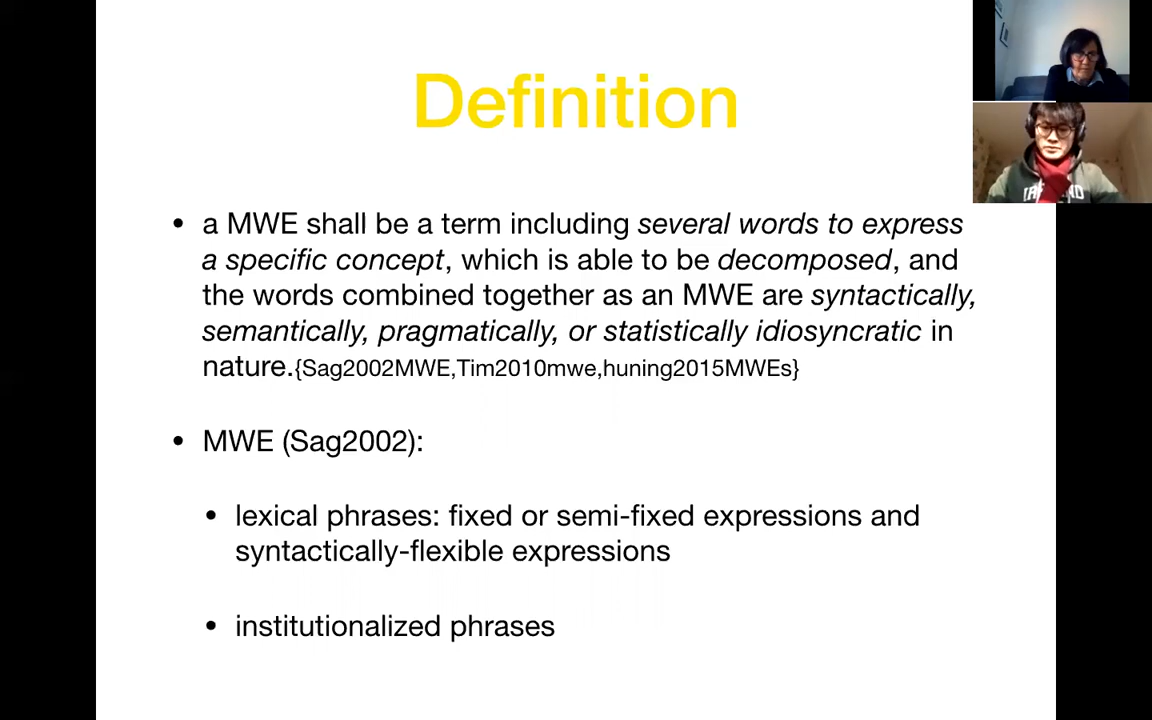 Definition
• a MWE shall be a term including several words to express
a specific concept, which is able to be decomposed, and
the words combined together as an MWE are syntactically,
semantically, pragmatically, or statistically idiosyncratic in
nature.{Sag2002MWE,Tim2010mwe,huning2015MWEs}
• MWE (Sag2002):
• lexical phrases: fixed or semi-fixed expressions and
syntactically-flexible expressions
• institutionalized phrases